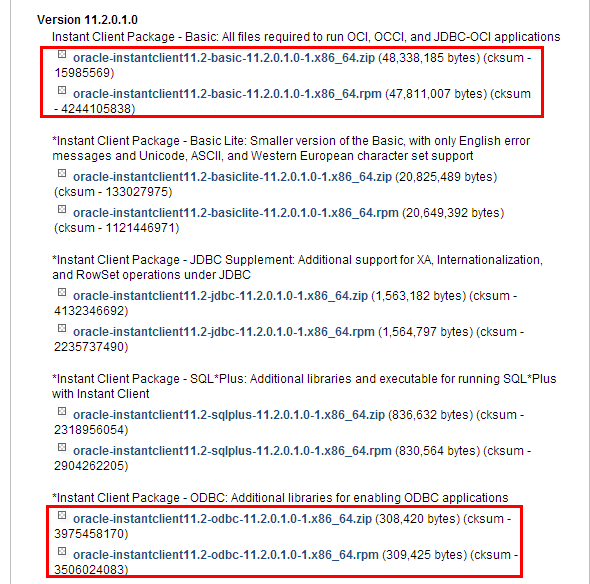 Version 11.2.0.1.0
Instant Client Package - Basic: All files required to run OCI, OCCI, and JDBC-OCI applications
oracle-instantclient11.2-basic-11.2.0.1.0-1.x86_64.zip (48,338,185 bytes) (cksum -
15985569)
oracle-instantclient11.2-basic-11.2.0.1.0-1.x86_64.rpm (47,811,007 bytes) (cksum
- 4244105838)
*Instant Client Package - Basic Lite: Smaller version of the Basic, with only English error
messages and Unicode, ASCII, and Western European character set support
oracle-instantclient11.2-basiclite-11.2.0.1.0-1.x86_64.zip (20,825,489 bytes)
(cksum - 133027975)
oracle-instantclient11.2-basiclite-11.2.0.1.0-1.x86_64.rpm (20,649,392 bytes)
(cksum - 1121446971)
*Instant Client Package - JDBC Supplement: Additional support for XA, Internationalization,
and RowSet operations under JDBC
oracle-instantclient11.2-jdbc-11.2.0.1.0-1.x86_64.zip (1,563,182 bytes) (cksum -
4132346692)
oracle-instantclient11.2-jdbc-11.2.0.1.0-1.x86_64.rpm (1,564,797 bytes) (cksum -
2235737490)
*Instant Client Package - SQL*Plus: Additional libraries and executable for running SQL*Plus
with Instant Client
oracle-instantclient11.2-sqlplus-11.2.0.1.0-1.x86_64.zip (836,632 bytes) (cksum -
2318956054)
oracle-instantclient11.2-sqlplus-11.2.0.1.0-1.x86_64.rpm (830,564 bytes) (cksum -
2904262205)
*Instant Client Package - ODBC: Additional libraries for enabling ODBC applications
oracle-instantclient11.2-odbc-11.2.0.1.0-1.x86_64.zip (308,420 bytes) (cksum -
3975458170)
oracle-instantclient11.2-odbc-11.2.0.1.0-1.x86_64.rpm (309,425 bytes) (cksum -
3506024083)